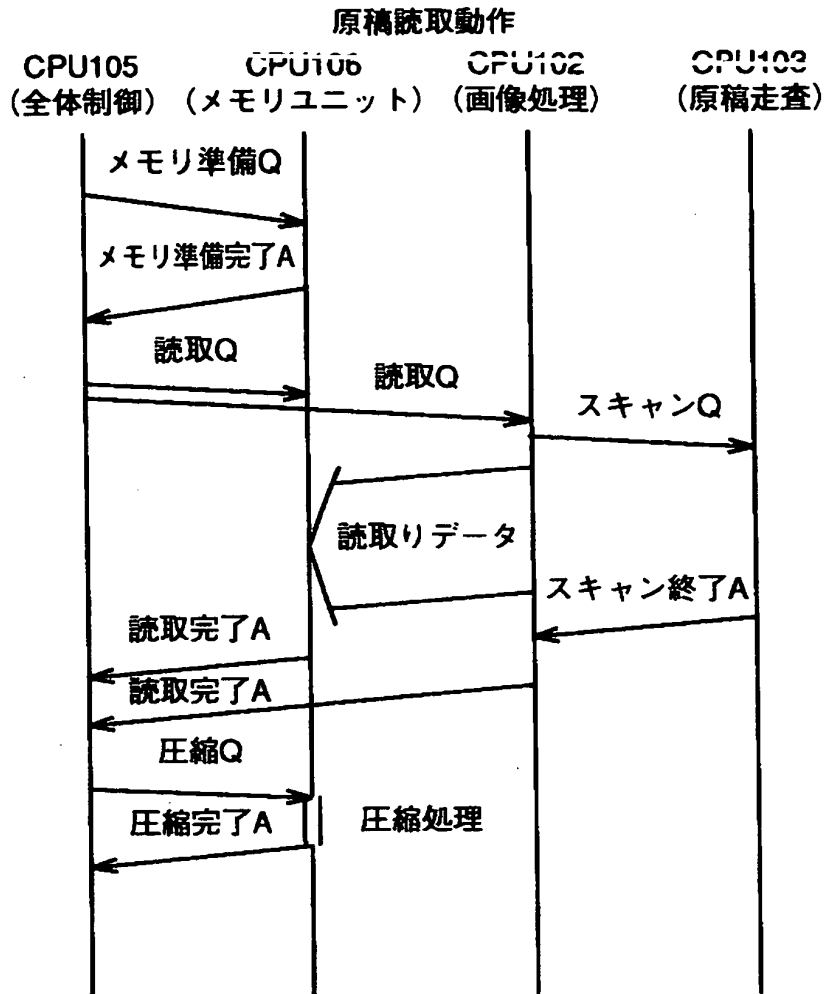 原稿読取動作
CPU105 CPU106 CPU102 CPU103
(全体制御) (メモリユニット) (画像処理) (原稿走査)
メモリ準備Q
メモリ準備完了A
読取Q
読取Q
スキャンQ
読取りデータ
スキャン終了A
読取完了A
読取完了A
圧縮Q
圧縮完了A 圧縮処理